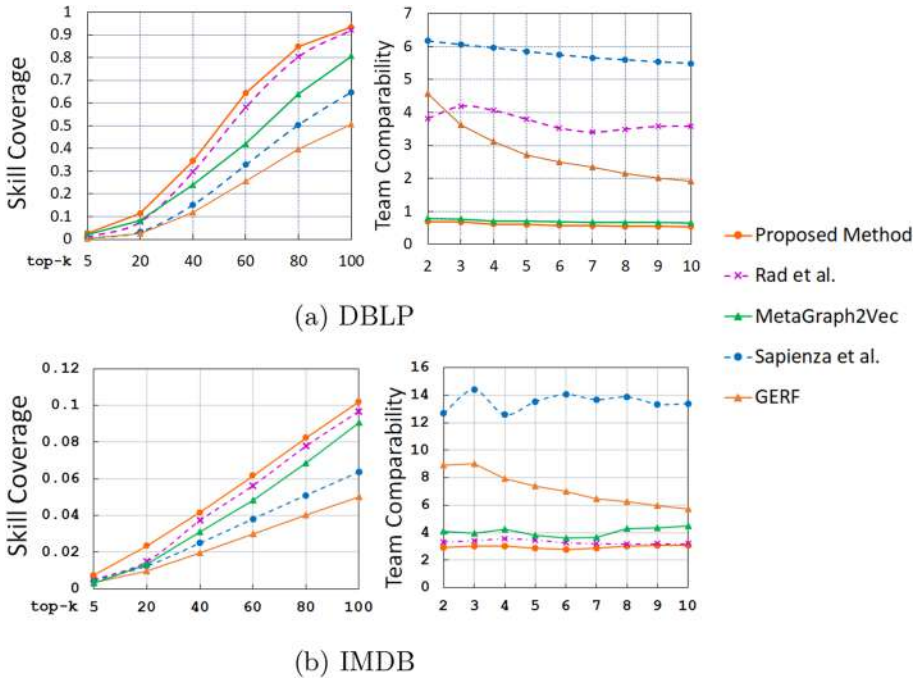 Skill Coverage
1
0.9
0.8
0.7
0.6
0.5
0.4
0.3
0.2
0.1
0
top-k 5 20 40 60 80 100
Team Comparability
7
6
5
4
3
2
1
0
2 3 4 5 6 7 8 9 10
(a) DBLP
Proposed Method
Rad et al.
MetaGraph2Vec
Sapienza et al.
GERF
Skill Coverage
0.12
0.1
0.08
0.06
0.04
0.02
0
top-k 5 20 40 60 80 100
Team Comparability
16
14
12
10
8
6
4
2
0
2 3 4 5 6 7 8 9 10
(b) IMDB